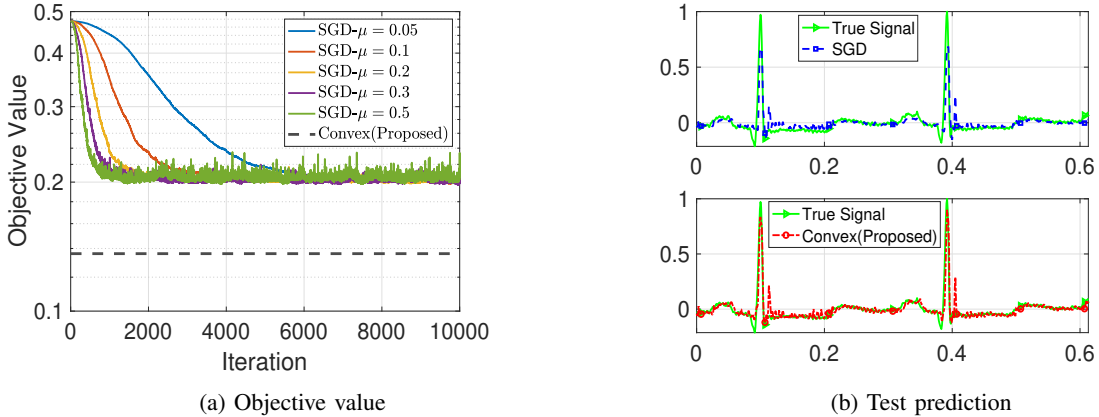 0.5
0.4
0.3
0.2
0.1
Objective Value
SGD-μ = 0.05
SGD-μ = 0.1
SGD-μ = 0.2
SGD-μ = 0.3
SGD-μ = 0.5
Convex(Proposed)
0 2000 4000 6000 8000 10000
Iteration
(a) Objective value
1
0.5
0
True Signal
SGD
0 0.2 0.4 0.6
1
0.5
0
True Signal
Convex(Proposed)
0 0.2 0.4 0.6
(b) Test prediction